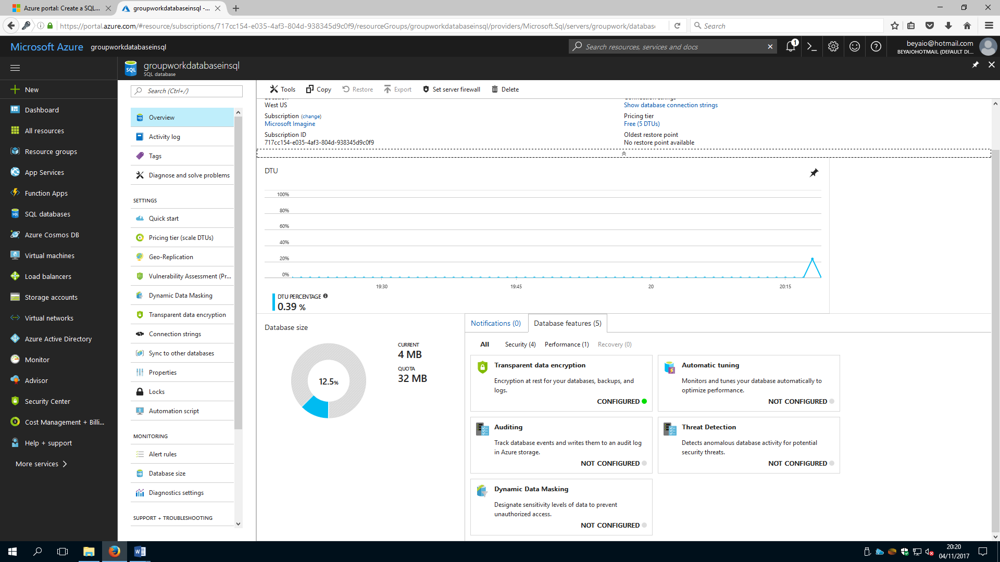 Azure portal: Create a SQL...
groupworkdatabaseinsql -...
https://portal.azure.com/#resource/subscriptions/717cc154-e035-4af3-804d-938345d9c0f9/resourceGroups/groupworkdatabaseinsql/providers/Microsoft.Sql/servers/groupwork/databas
Search
Microsoft Azure
groupworkdatabaseinsql
Search resources, services and docs
1
beyaio@hotmail.com
BEYAIOHOTMAIL (DEFAULT DI...
groupworkdatabaseinsql
SQL database
New
Dashboard
All resources
Resource groups
App Services
Function Apps
SQL databases
Azure Cosmos DB
Virtual machines
Load balancers
Storage accounts
Virtual networks
Azure Active Directory
Monitor
Advisor
Security Center
Cost Management + Billi...
Help + support
More services
Search (Ctrl+/)
Overview
Activity log
Tags
Diagnose and solve problems
SETTINGS
Quick start
Pricing tier (scale DTUs)
Geo-Replication
Vulnerability Assessment (Pr...
Dynamic Data Masking
Transparent data encryption
Connection strings
Sync to other databases
Properties
Locks
Automation script
MONITORING
Alert rules
Database size
Diagnostics settings
SUPPORT + TROUBLESHOOTING
Tools
Copy
Restore
Export
Set server firewall
Delete
Location
West US
Subscription (change)
Microsoft Imagine
Subscription ID
717cc154-e035-4af3-804d-938345d9c0f9
Connection strings
Show database connection strings
Pricing tier
Free (5 DTUs)
Oldest restore point
No restore point available
DTU
100%
80%
60%
40%
20%
0%
19:30
19:45
20
20:15
DTU PERCENTAGE
0.39 %
Database size
12.5%
CURRENT
4 MB
QUOTA
32 MB
Notifications (0)
Database features (5)
All
Security (4)
Performance (1)
Recovery (0)
Transparent data encryption
Encryption at rest for your databases, backups, and
logs.
CONFIGURED
Automatic tuning
Monitors and tunes your database automatically to
optimize performance.
NOT CONFIGURED
Auditing
Track database events and writes them to an audit log
in Azure storage.
NOT CONFIGURED
Threat Detection
Detects anomalous database activity for potential
security threats.
NOT CONFIGURED
Dynamic Data Masking
Designate sensitivity levels of data to prevent
unauthorized access.
NOT CONFIGURED
20:20
04/11/2017